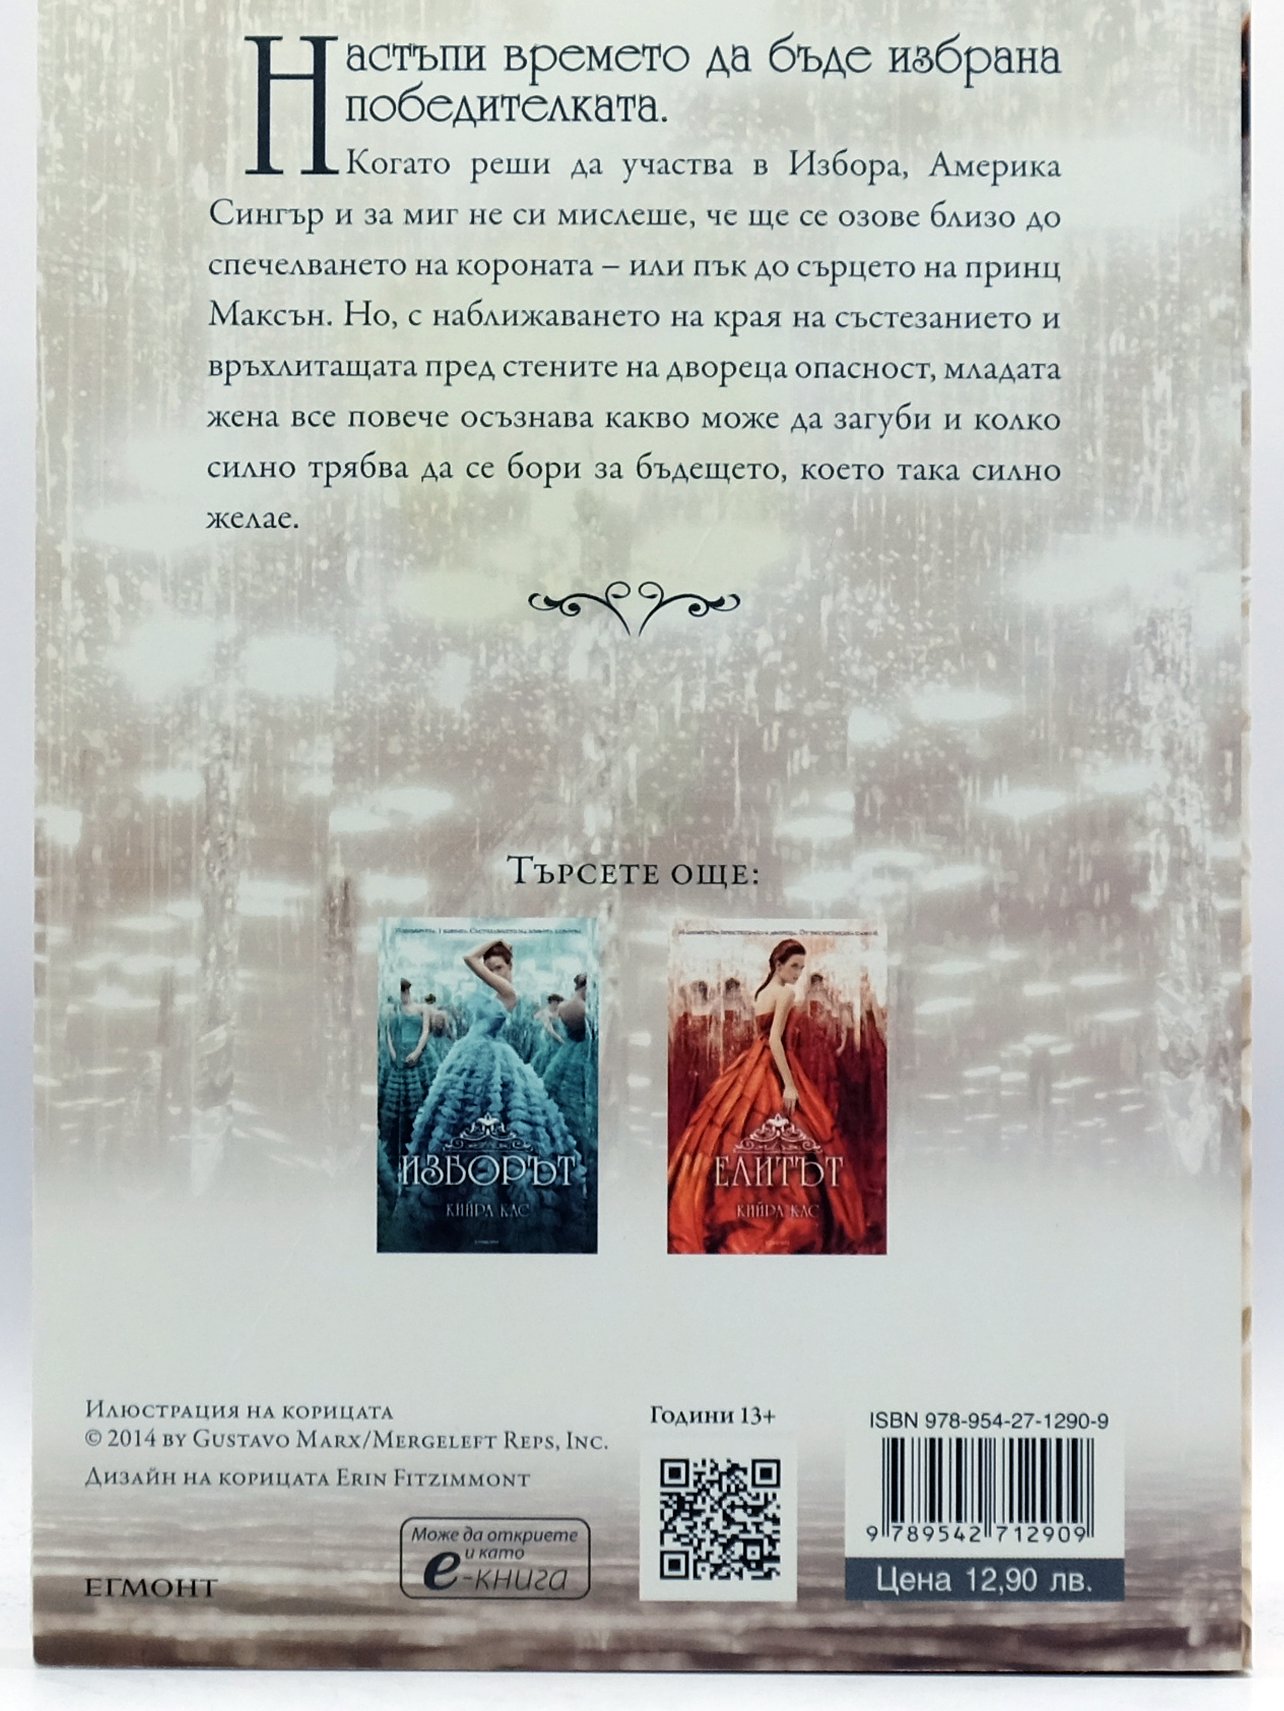 Настъпи времето да бъде избрана
победителката.
Когато реши да участва в Избора, Америка
Сингър и за миг не си мислеше, че ще се озове близо до
спечелването на короната – или пък до сърцето на принц
Максън. Но, с наближаването на края на състезанието и
връхлитащата пред стените на двореца опасност, младата
жена все повече осъзнава какво може да загуби и колко
силно трябва да се бори за бъдещето, което така силно
желае.
Търсете още:
ИЗБОРЪТ
КИЙРА КАС
ЕЛИТЪТ
КИЙРА КАС
Илюстрация на корицата
© 2014 by Gustavo Marx/Mergeleft Reps, Inc.
Дизайн на корицата Erin Fitzimmont
Може да откриете
и като
е-книга
ЕГМОНТ
Години 13+
ISBN 978-954-27-1290-9
9 789542 712909
Цена 12,90 лв.